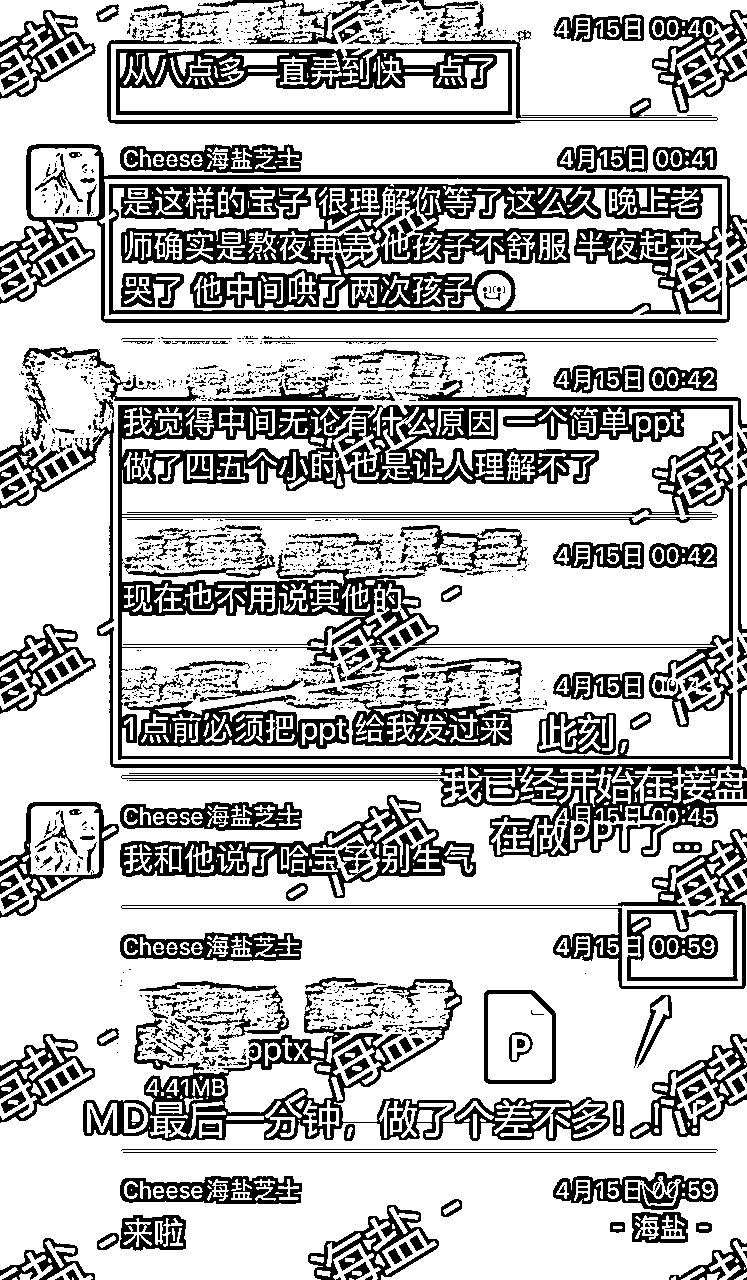 4月15日 00:40
从八点多一直弄到快一点了
Cheese海盐芝士
4月15日 00:41
是这样的宝子 很理解你等了这么久 晚上老
师确实是熬夜再弄 他孩子不舒服 半夜起来
哭了 他中间哄了两次孩子
4月15日 00:42
我觉得中间无论有什么原因 一个简单ppt
做了四五个小时 也是让人理解不了
4月15日 00:42
现在也不用说其他的
4月15日
1点前必须把ppt 给我发过来
此刻,
我已经开始在接盘
在做PPT了...
Cheese海盐芝士
4月15日 00:45
我和他说了哈宝子别生气
Cheese海盐芝士
4月15日 00:59
pptx
4.41MB
P
MD最后一分钟，做了个差不多！！！
Cheese海盐芝士
4月15日 00:59
来啦
- 海盐 -
海盐